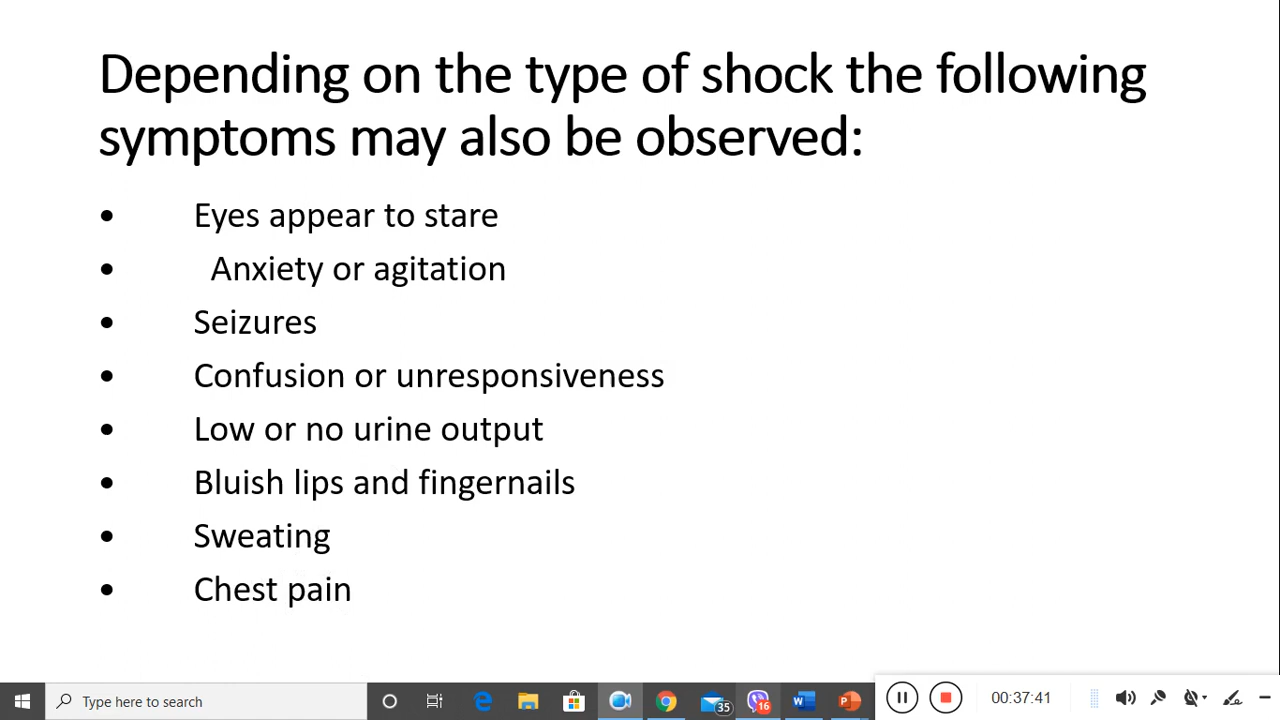 Depending on the type of shock the following
symptoms may also be observed:
• Eyes appear to stare
• Anxiety or agitation
• Seizures
• Confusion or unresponsiveness
• Low or no urine output
• Bluish lips and fingernails
• Sweating
• Chest pain
Type here to search
35
16
00:37:41